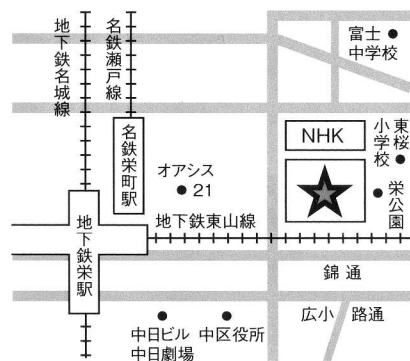 地下鉄名城線
名鉄瀬戸線
富士
中学校
名鉄栄町駅
NHK
東桜
小学校
オアシス
21
栄公園
地下鉄東山線
地下鉄栄駅
錦通
広小路通
中日ビル
中日劇場
中区役所